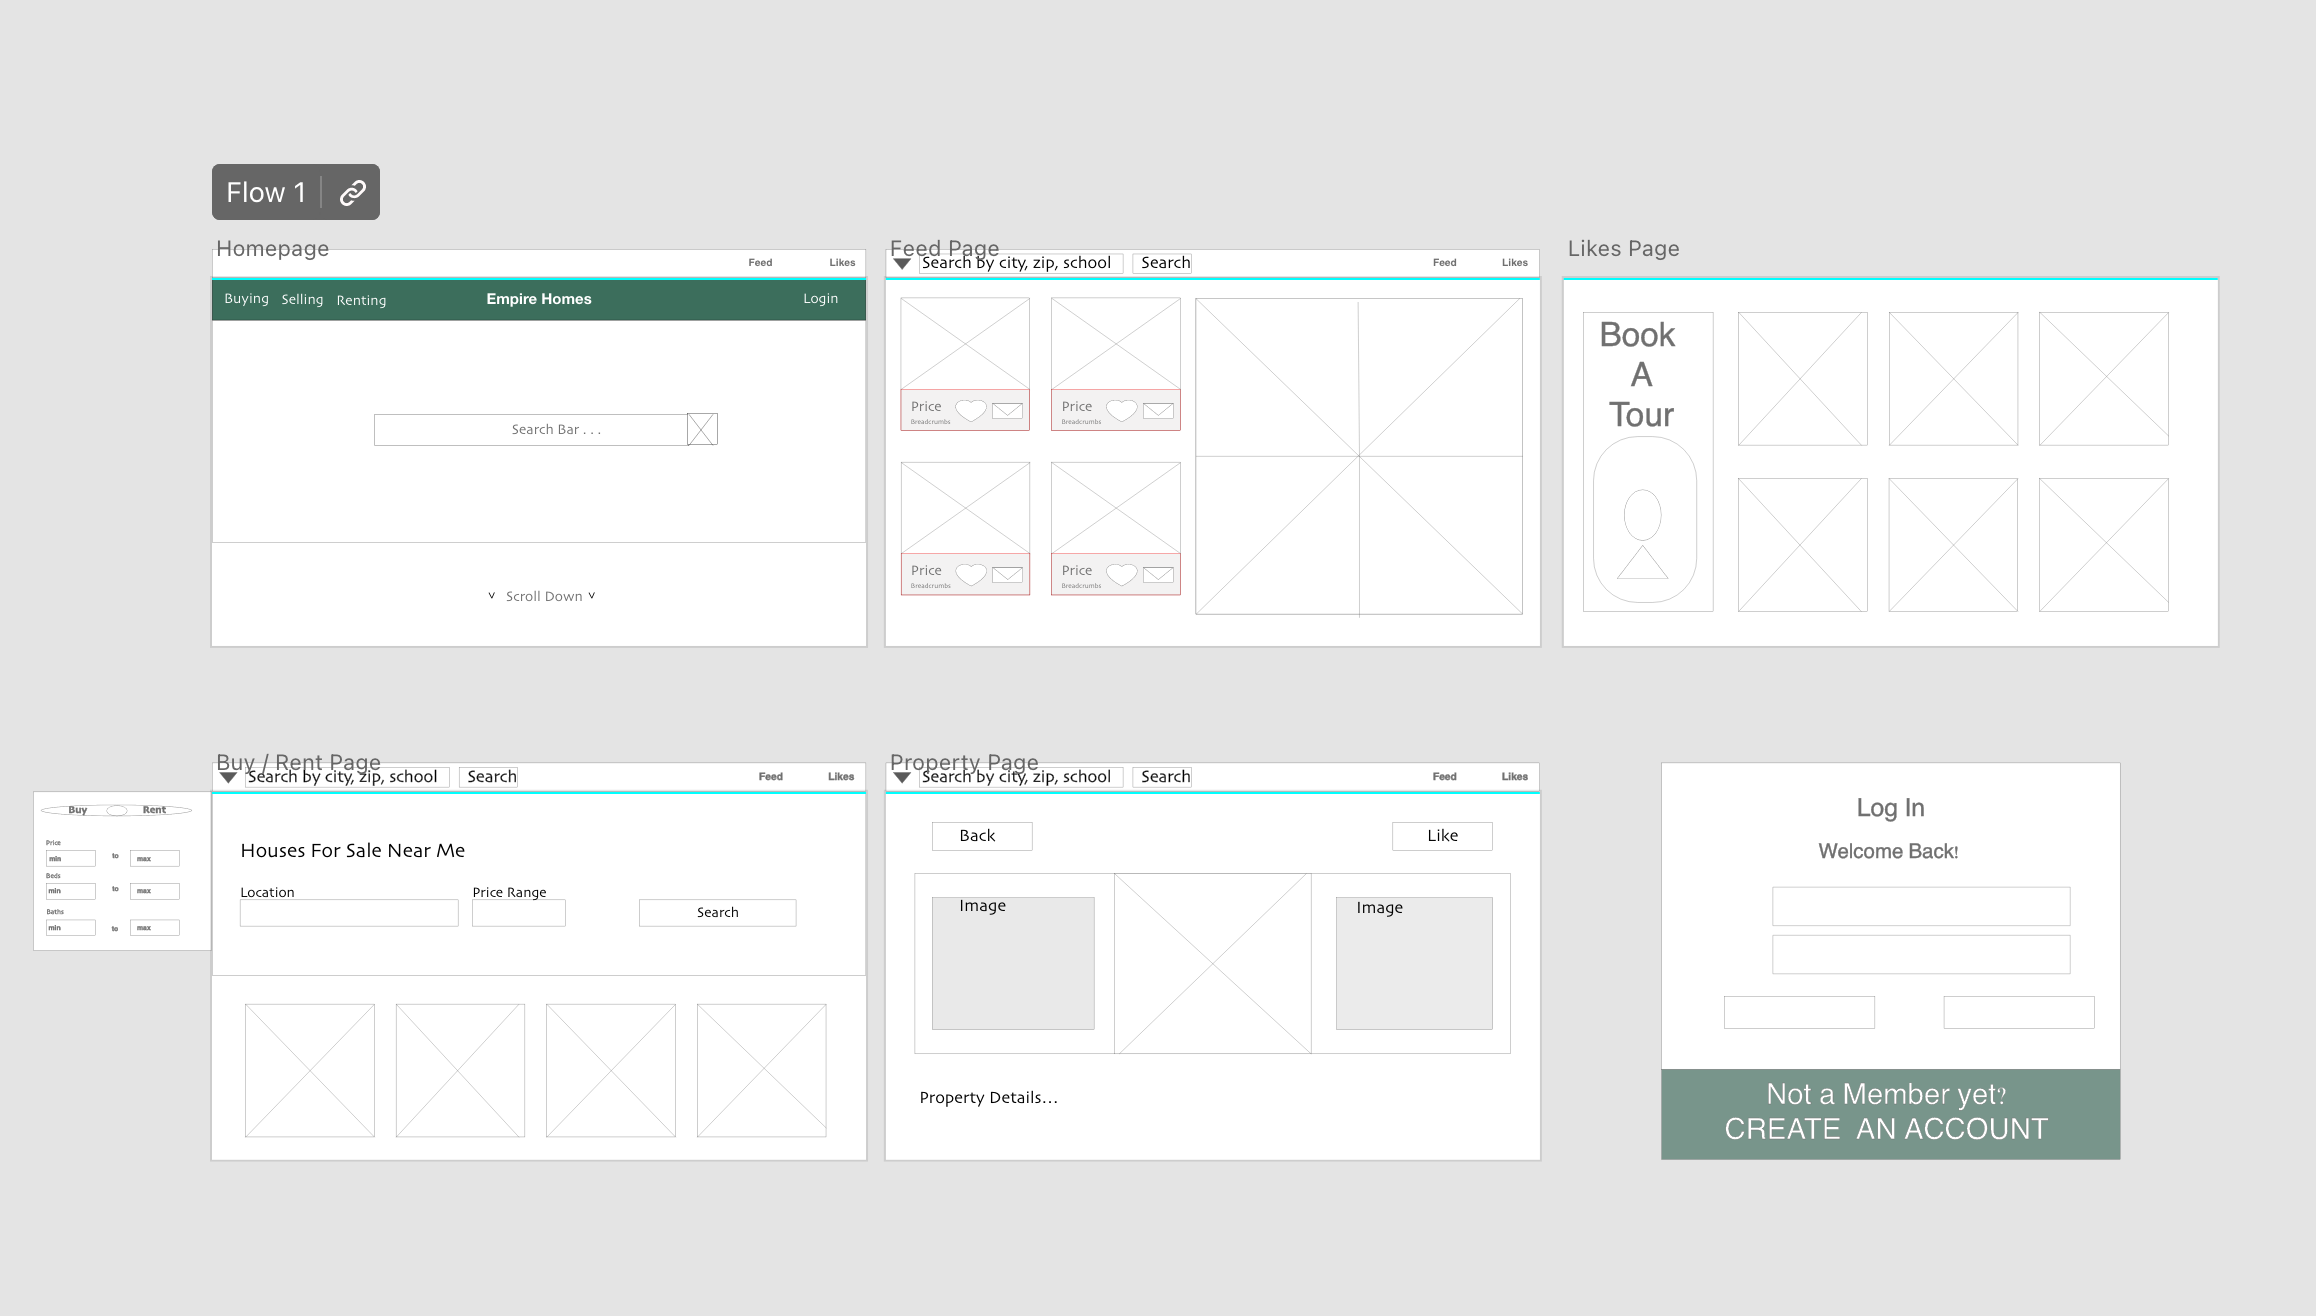 Flow 1
Homepage
Feed Likes
Buying Selling Renting Empire Homes Login
Search Bar . . .
v Scroll Down v
Feed Page
Search by city, zip, school Search Feed Likes
Price
Breadcrumbs
Price
Breadcrumbs
Price
Breadcrumbs
Price
Breadcrumbs
Likes Page
Book
A
Tour
Buy / Rent Page
Search by city, zip, school Search Feed Likes
Buy Rent
Price
min to max
Beds
min to max
Baths
min to max
Houses For Sale Near Me
Location Price Range
Search
Property Page
Search by city, zip, school Search Feed Likes
Back Like
Image Image
Property Details...
Log In
Welcome Back!
Not a Member yet?
CREATE AN ACCOUNT